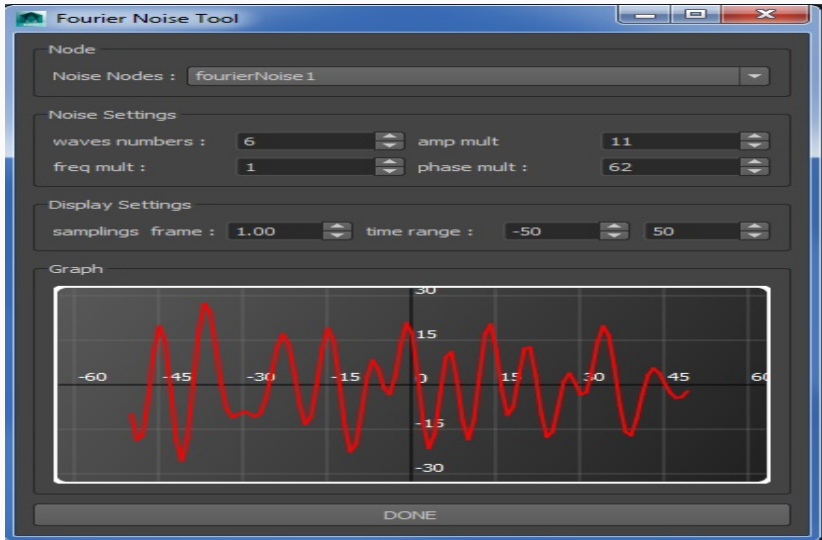 Fourier Noise Tool
Node
Noise Nodes : fourierNoise1
Noise Settings
waves numbers : 6 amp mult 11
freq mult : 1 phase mult : 62
Display Settings
samplings frame : 1.00 time range : -50 50
Graph
30
15
-60 -45 -30 -15 0 15 30 45 60
-15
-30
DONE